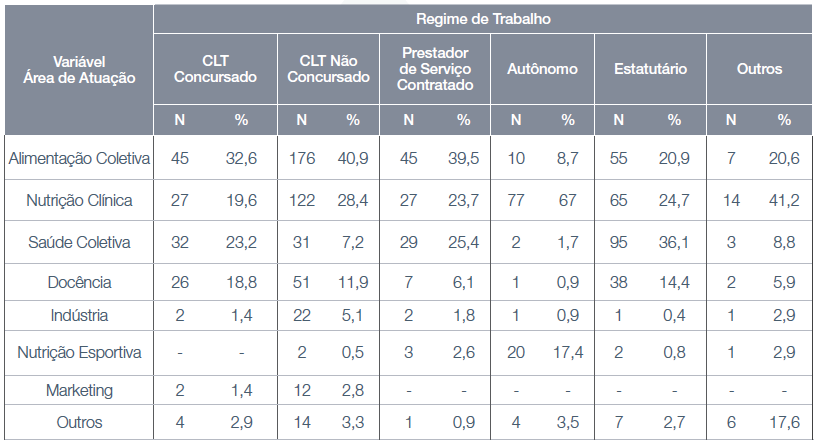 Variável
Área de Atuação
Regime de Trabalho
CLT
Concursado
CLT Não
Concursado
Prestador
de Serviço
Contratado
Autônomo
Estatutário
Outros
N % N % N % N % N % N %
Alimentação Coletiva 45 32,6 176 40,9 45 39,5 10 8,7 55 20,9 7 20,6
Nutrição Clínica 27 19,6 122 28,4 27 23,7 77 67 65 24,7 14 41,2
Saúde Coletiva 32 23,2 31 7,2 29 25,4 2 1,7 95 36,1 3 8,8
Docência 26 18,8 51 11,9 7 6,1 1 0,9 38 14,4 2 5,9
Indústria 2 1,4 22 5,1 2 1,8 1 0,9 1 0,4 1 2,9
Nutrição Esportiva - - 2 0,5 3 2,6 20 17,4 2 0,8 1 2,9
Marketing 2 1,4 12 2,8 - - - - - - - -
Outros 4 2,9 14 3,3 1 0,9 4 3,5 7 2,7 6 17,6